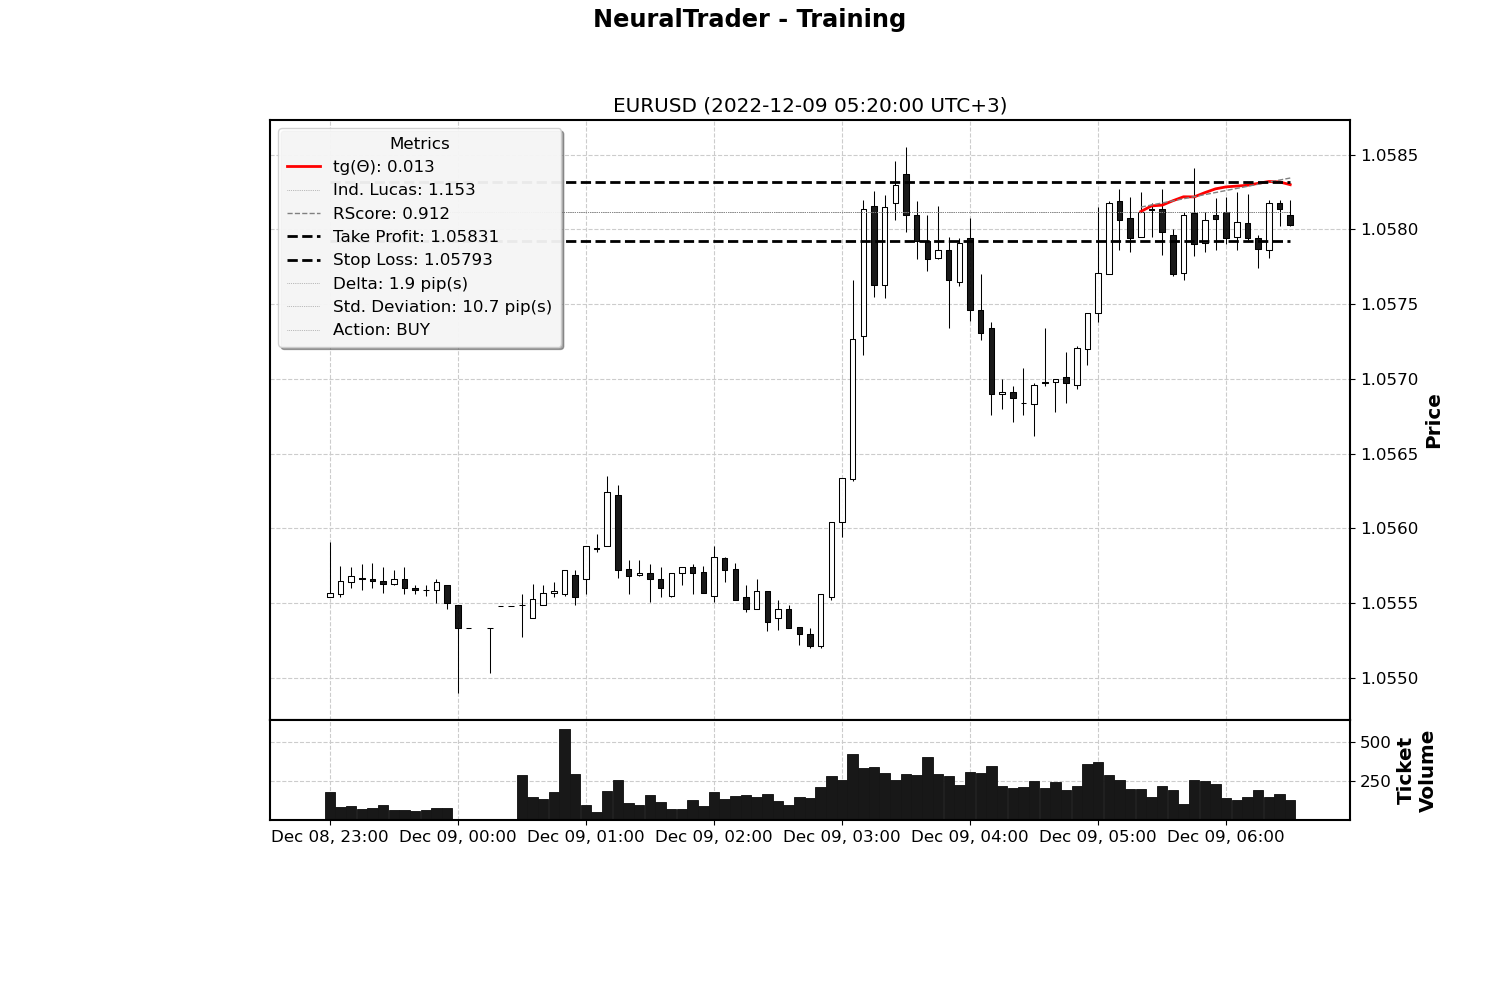 NeuralTrader - Training
EURUSD (2022-12-09 05:20:00 UTC+3)
Metrics
tg(Θ): 0.013
Ind. Lucas: 1.153
RScore: 0.912
Take Profit: 1.05831
Stop Loss: 1.05793
Delta: 1.9 pip(s)
Std. Deviation: 10.7 pip(s)
Action: BUY
1.0585
1.0580
1.0575
1.0570
1.0565
1.0560
1.0555
1.0550
Price
500
250
Ticket
Volume
Dec 08, 23:00 Dec 09, 00:00 Dec 09, 01:00 Dec 09, 02:00 Dec 09, 03:00 Dec 09, 04:00 Dec 09, 05:00 Dec 09, 06:00